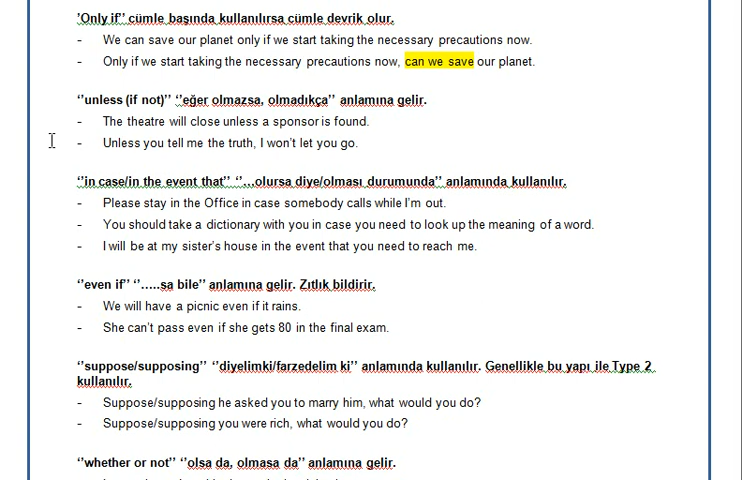 'Only if'' cümle başında kullanılırsa cümle devrik olur.
- We can save our planet only if we start taking the necessary precautions now.
- Only if we start taking the necessary precautions now, can we save our planet.
‘'unless (if not)'' ‘'eğer olmazsa, olmadıkça'' anlamına gelir.
- The theatre will close unless a sponsor is found.
- Unless you tell me the truth, I won't let you go.
‘'in case/in the event that'' ‘'…olursa diye/olması durumunda'' anlamında kullanılır.
- Please stay in the Office in case somebody calls while I'm out.
- You should take a dictionary with you in case you need to look up the meaning of a word.
- I will be at my sister's house in the event that you need to reach me.
‘'even if'' ‘'…..sa bile'' anlamına gelir. Zıtlık bildirir.
- We will have a picnic even if it rains.
- She can't pass even if she gets 80 in the final exam.
‘'suppose/supposing'' ‘'diyelimki/farzedelim ki'' anlamında kullanılır. Genellikle bu yapı ile Type 2
kullanılır.
- Suppose/supposing he asked you to marry him, what would you do?
- Suppose/supposing you were rich, what would you do?
‘'whether or not'' ‘'olsa da, olmasa da'' anlamına gelir.